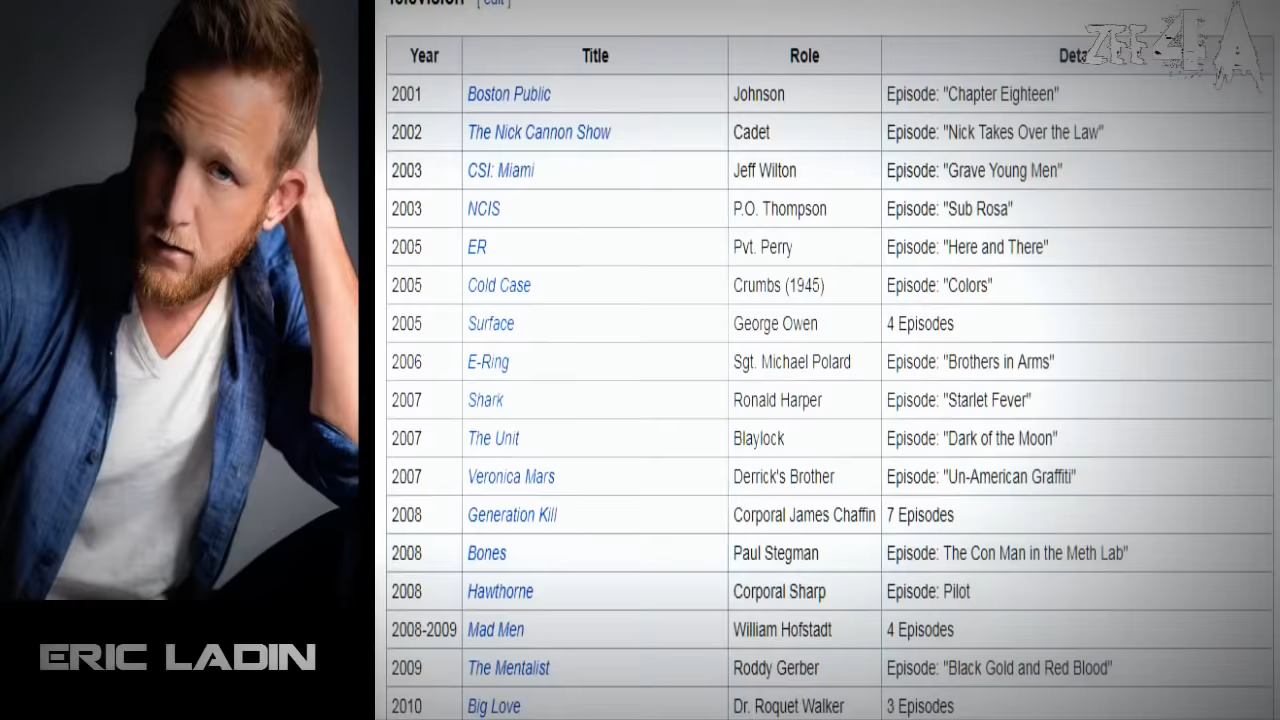 Television [ edit ]
ZEE 4 A
Year Title Role Deta
2001 Boston Public Johnson Episode: "Chapter Eighteen"
2002 The Nick Cannon Show Cadet Episode: "Nick Takes Over the Law"
2003 CSI: Miami Jeff Wilton Episode: "Grave Young Men"
2003 NCIS P.O. Thompson Episode: "Sub Rosa"
2005 ER Pvt. Perry Episode: "Here and There"
2005 Cold Case Crumbs (1945) Episode: "Colors"
2005 Surface George Owen 4 Episodes
2006 E-Ring Sgt. Michael Polard Episode: "Brothers in Arms"
2007 Shark Ronald Harper Episode: "Starlet Fever"
2007 The Unit Blaylock Episode: "Dark of the Moon"
2007 Veronica Mars Derrick's Brother Episode: "Un-American Graffiti"
2008 Generation Kill Corporal James Chaffin 7 Episodes
2008 Bones Paul Stegman Episode: The Con Man in the Meth Lab"
2008 Hawthorne Corporal Sharp Episode: Pilot
2008-2009 Mad Men William Hofstadt 4 Episodes
2009 The Mentalist Roddy Gerber Episode: "Black Gold and Red Blood"
2010 Big Love Dr. Roquet Walker 3 Episodes
ERIC LADIN